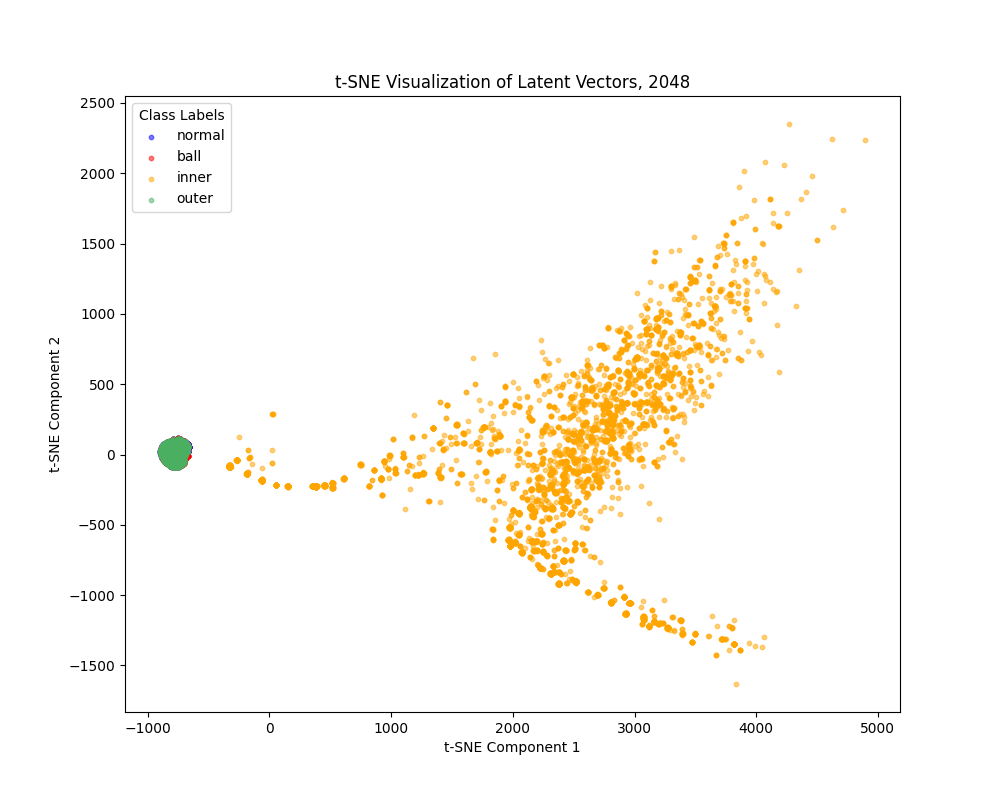 t-SNE Visualization of Latent Vectors, 2048
Class Labels
normal
ball
inner
outer
2500
2000
1500
1000
500
0
−500
−1000
−1500
t-SNE Component 2
−1000
0
1000
2000
3000
4000
5000
t-SNE Component 1